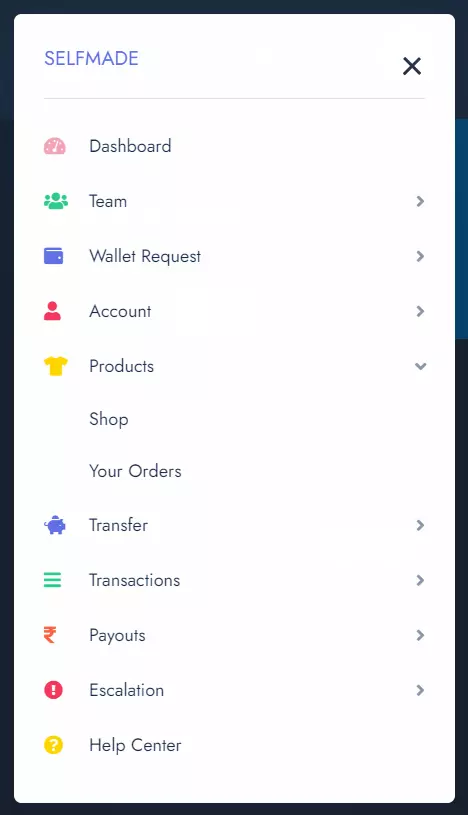 SELFMADE
Dashboard
Team
Wallet Request
Account
Products
Shop
Your Orders
Transfer
Transactions
Payouts
Escalation
Help Center